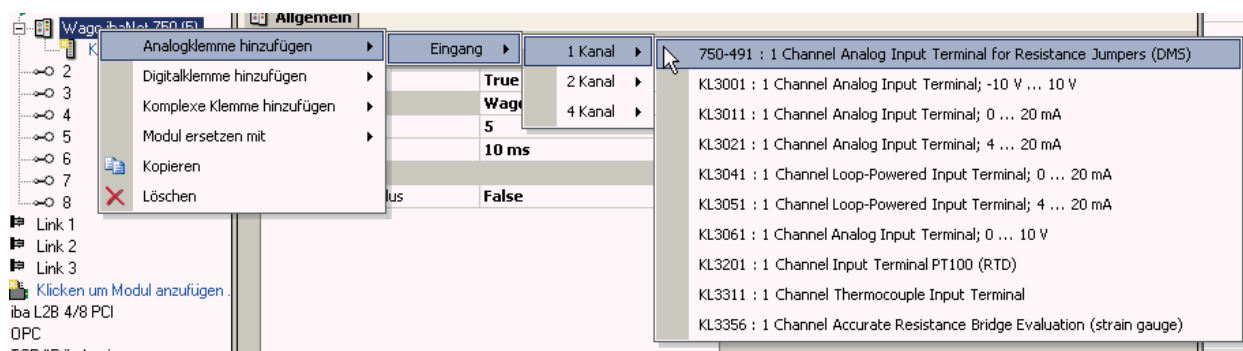 Allgemein
Wago ibaNet 750 (5)
K
2
3
4
5
6
7
8
Link 1
Link 2
Link 3
Klicken um Modul anzufügen .
iba L2B 4/8 PCI
OPC
Analogklemme hinzufügen
Digitalklemme hinzufügen
Komplexe Klemme hinzufügen
Modul ersetzen mit
Kopieren
Löschen
True
Wago
5
10 ms
lus
False
Eingang
1 Kanal
2 Kanal
4 Kanal
750-491 : 1 Channel Analog Input Terminal for Resistance Jumpers (DMS)
KL3001 : 1 Channel Analog Input Terminal; -10 V ... 10 V
KL3011 : 1 Channel Analog Input Terminal; 0 ... 20 mA
KL3021 : 1 Channel Analog Input Terminal; 4 ... 20 mA
KL3041 : 1 Channel Loop-Powered Input Terminal; 0 ... 20 mA
KL3051 : 1 Channel Loop-Powered Input Terminal; 4 ... 20 mA
KL3061 : 1 Channel Analog Input Terminal; 0 ... 10 V
KL3201 : 1 Channel Input Terminal PT100 (RTD)
KL3311 : 1 Channel Thermocouple Input Terminal
KL3356 : 1 Channel Accurate Resistance Bridge Evaluation (strain gauge)